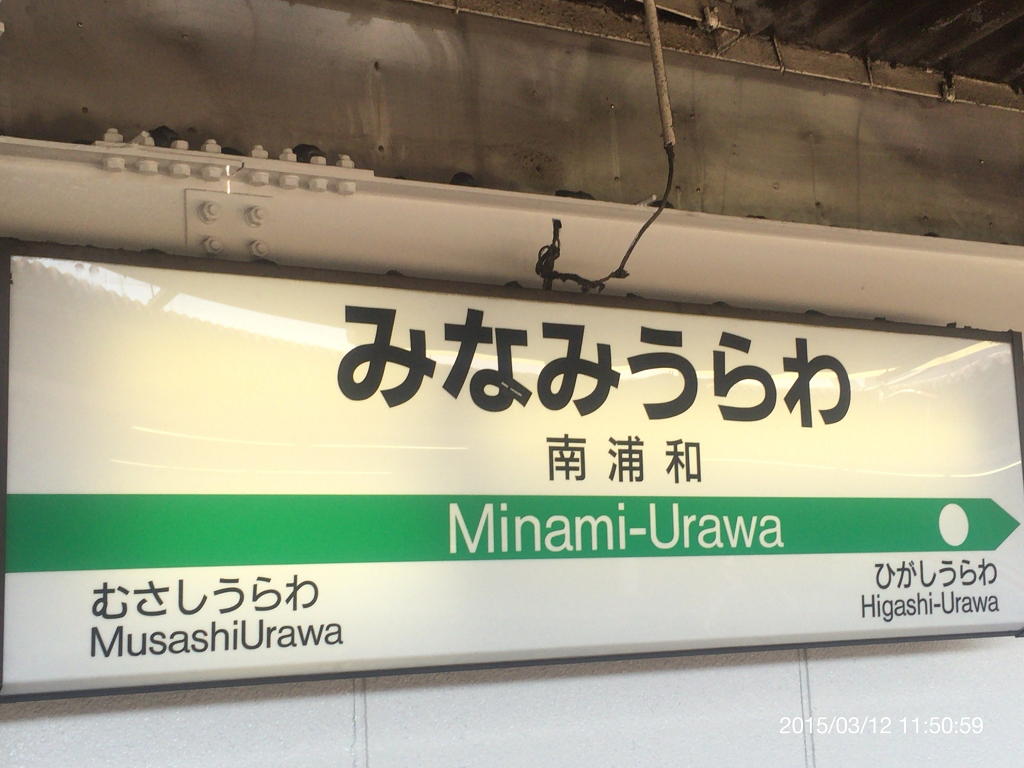 みなみうらわ
南浦和
Minami-Urawa
むさしうらわ
MusashiUrawa
ひがしうらわ
Higashi-Urawa
2015/03/12 11:50:59